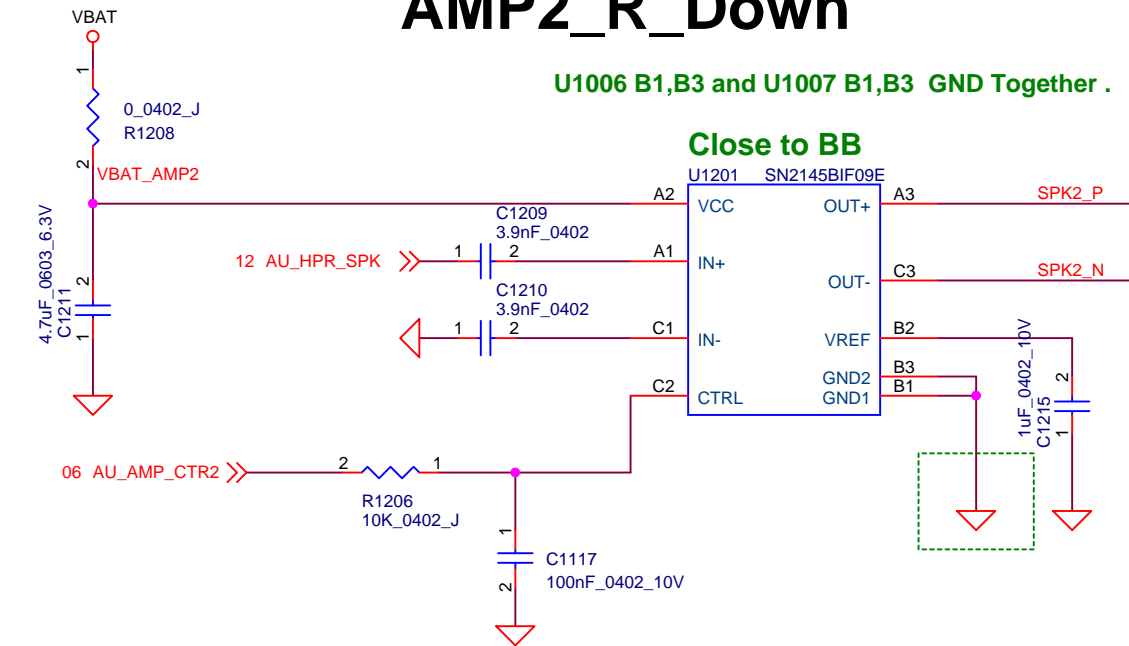 AMP2_R_Down
VBAT
U1006 B1,B3 and U1007 B1,B3  GND Together .
1
0_0402_J
R1208
2
VBAT_AMP2
Close to BB
U1201 SN2145BIF09E
A2 VCC
OUT+ A3
SPK2_P
C1209
3.9nF_0402
12 AU_HPR_SPK
1 2
A1 IN+
OUT- C3
SPK2_N
C1210
3.9nF_0402
1 2
C1 IN-
VREF B2
GND2 B3
GND1 B1
C2 CTRL
4.7uF_0603_6.3V
C1211
2
1
1uF_0402_10V
C1215
2
1
06 AU_AMP_CTR2
2 1
R1206
10K_0402_J
1
C1117
100nF_0402_10V
2